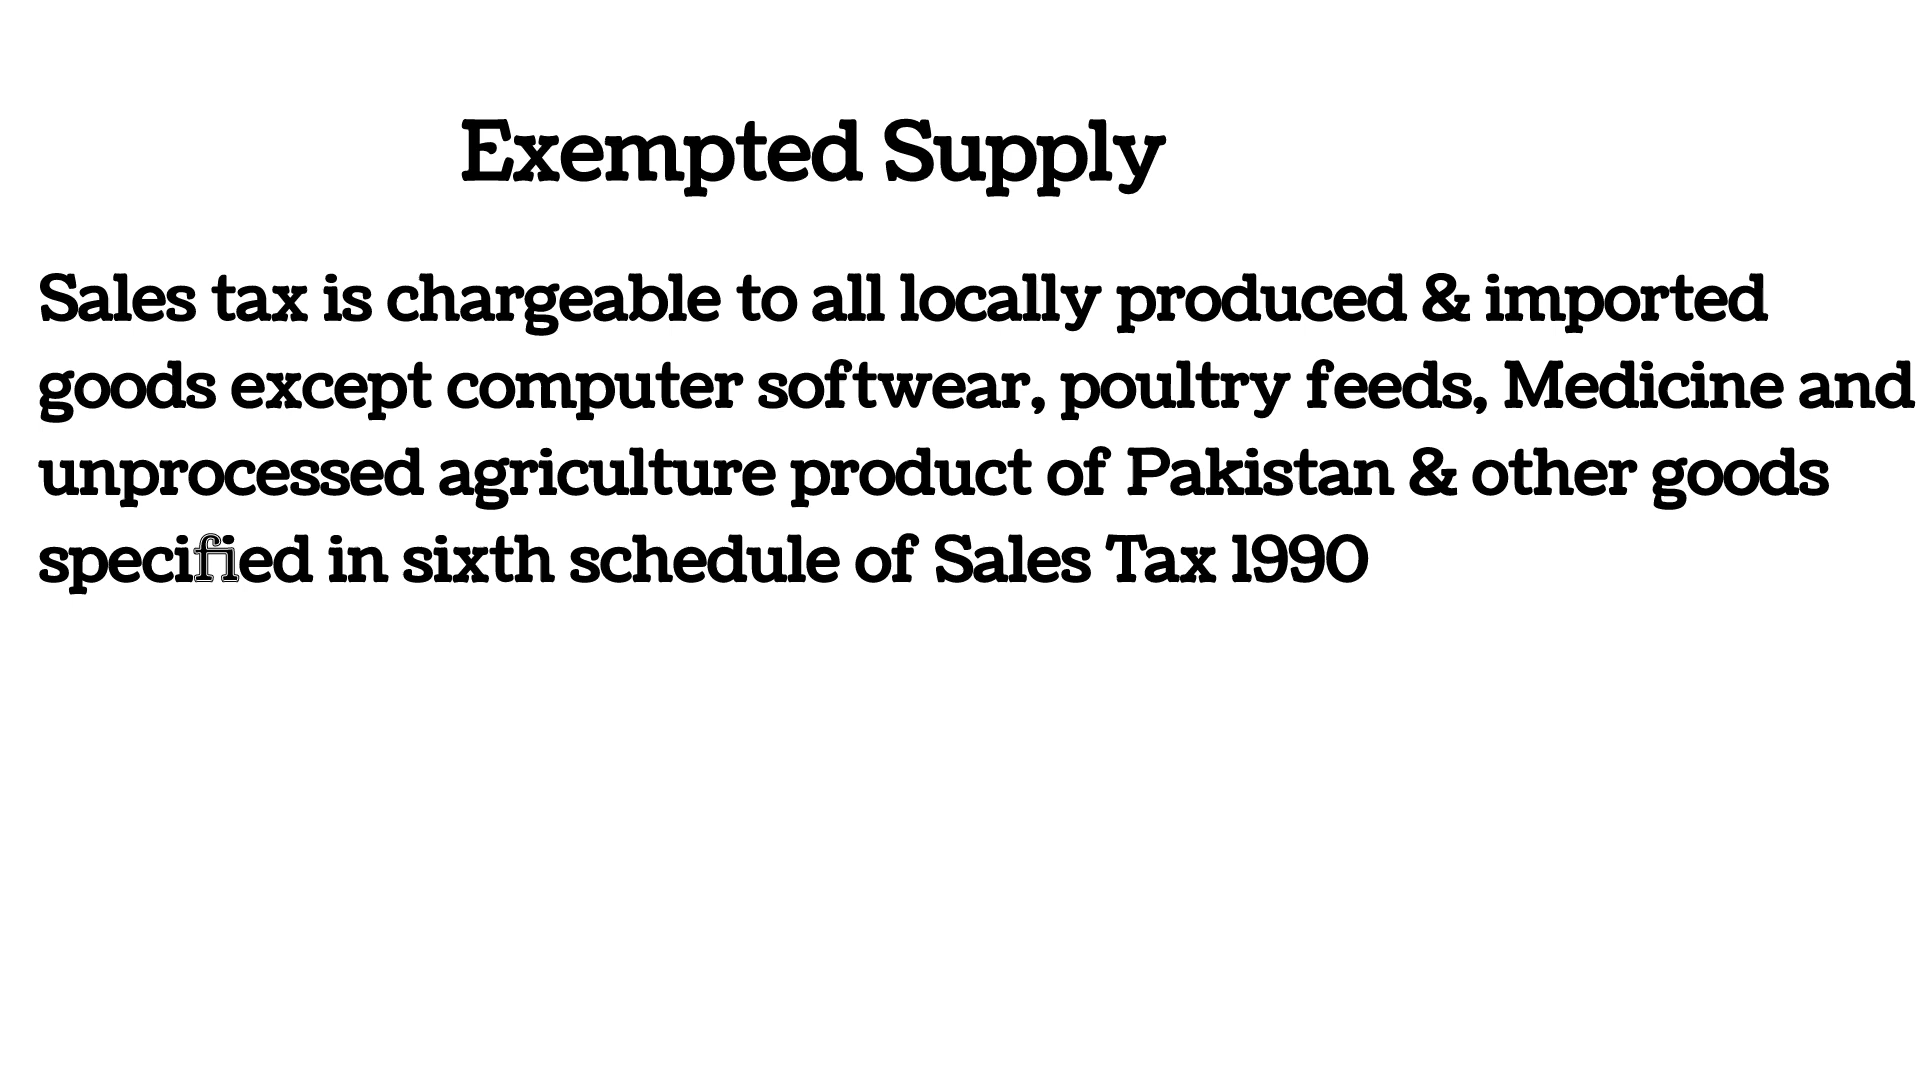 Exempted Supply
Sales tax is chargeable to all locally produced & imported
goods except computer softwear, poultry feeds, Medicine and
unprocessed agriculture product of Pakistan & other goods
specified in sixth schedule of Sales Tax 1990